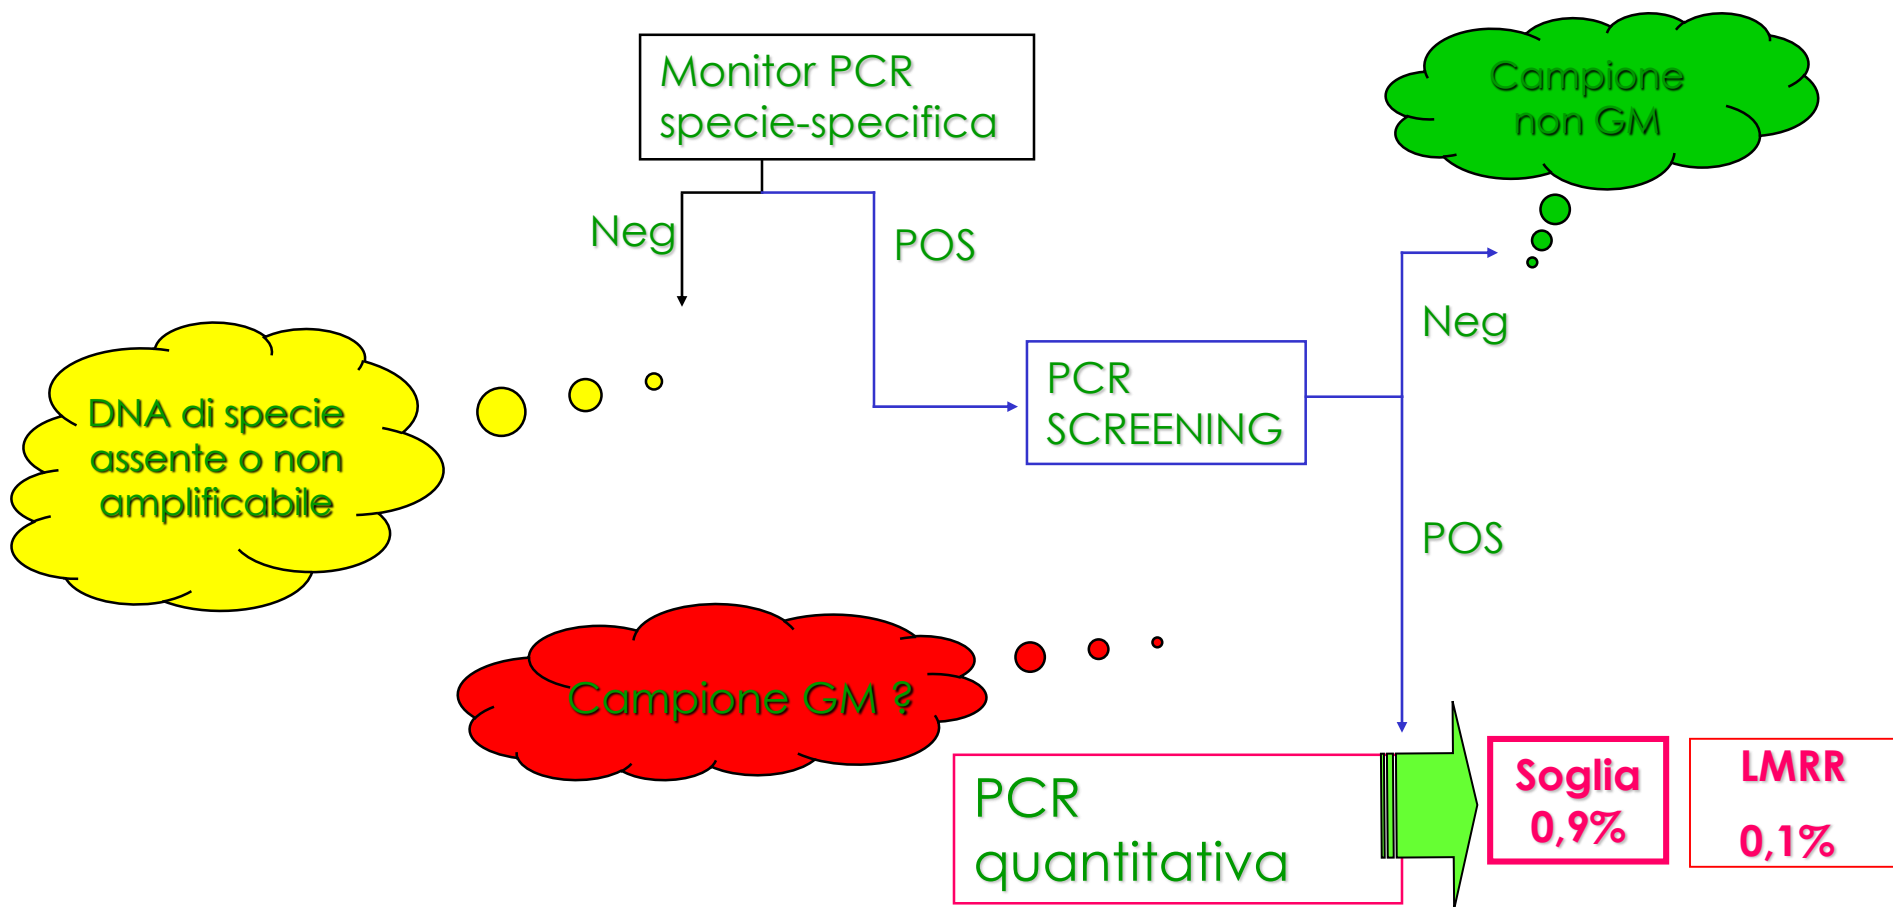 Monitor PCR
specie-specifica
Campione
non GM
Neg
POS
Neg
PCR
SCREENING
DNA di specie
assente o non
amplificabile
POS
Campione GM ?
PCR
quantitativa
Soglia
0,9%
LMRR
0,1%